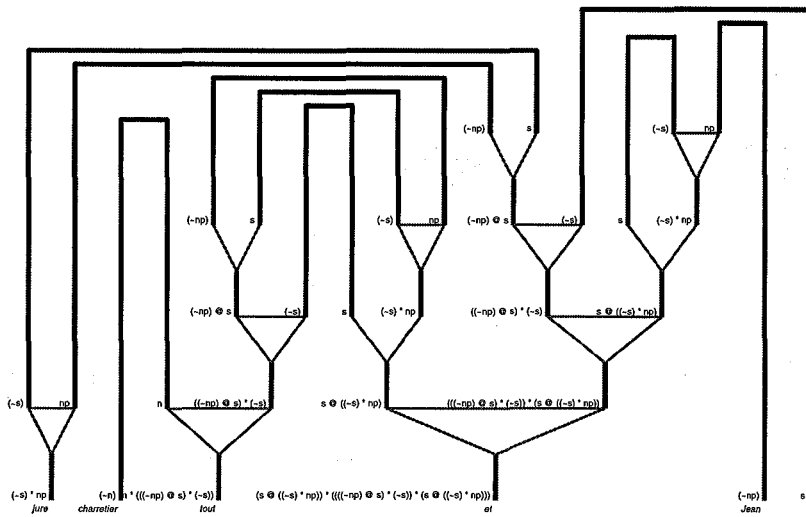 (~np) s (~s) np
(~np) s (~s) np (~np) @ s (~s) s (~s) * np
(~np) @ s (~s) s (~s) * np ((~np) @ s) * (~s) s @ ((~s) * np)
(~s) np n ((~np) @ s) * (~s) s @ ((~s) * np) (((~np) @ s) * (~s)) * (s @ ((~s) * np))
(~s) * np (~n) n * (((~np) @ s) * (~s)) (s @ ((~s) * np)) * ((((~np) @ s) * (~s)) * (s @ ((~s) * np))) (~np) s
jure charretier tout et Jean